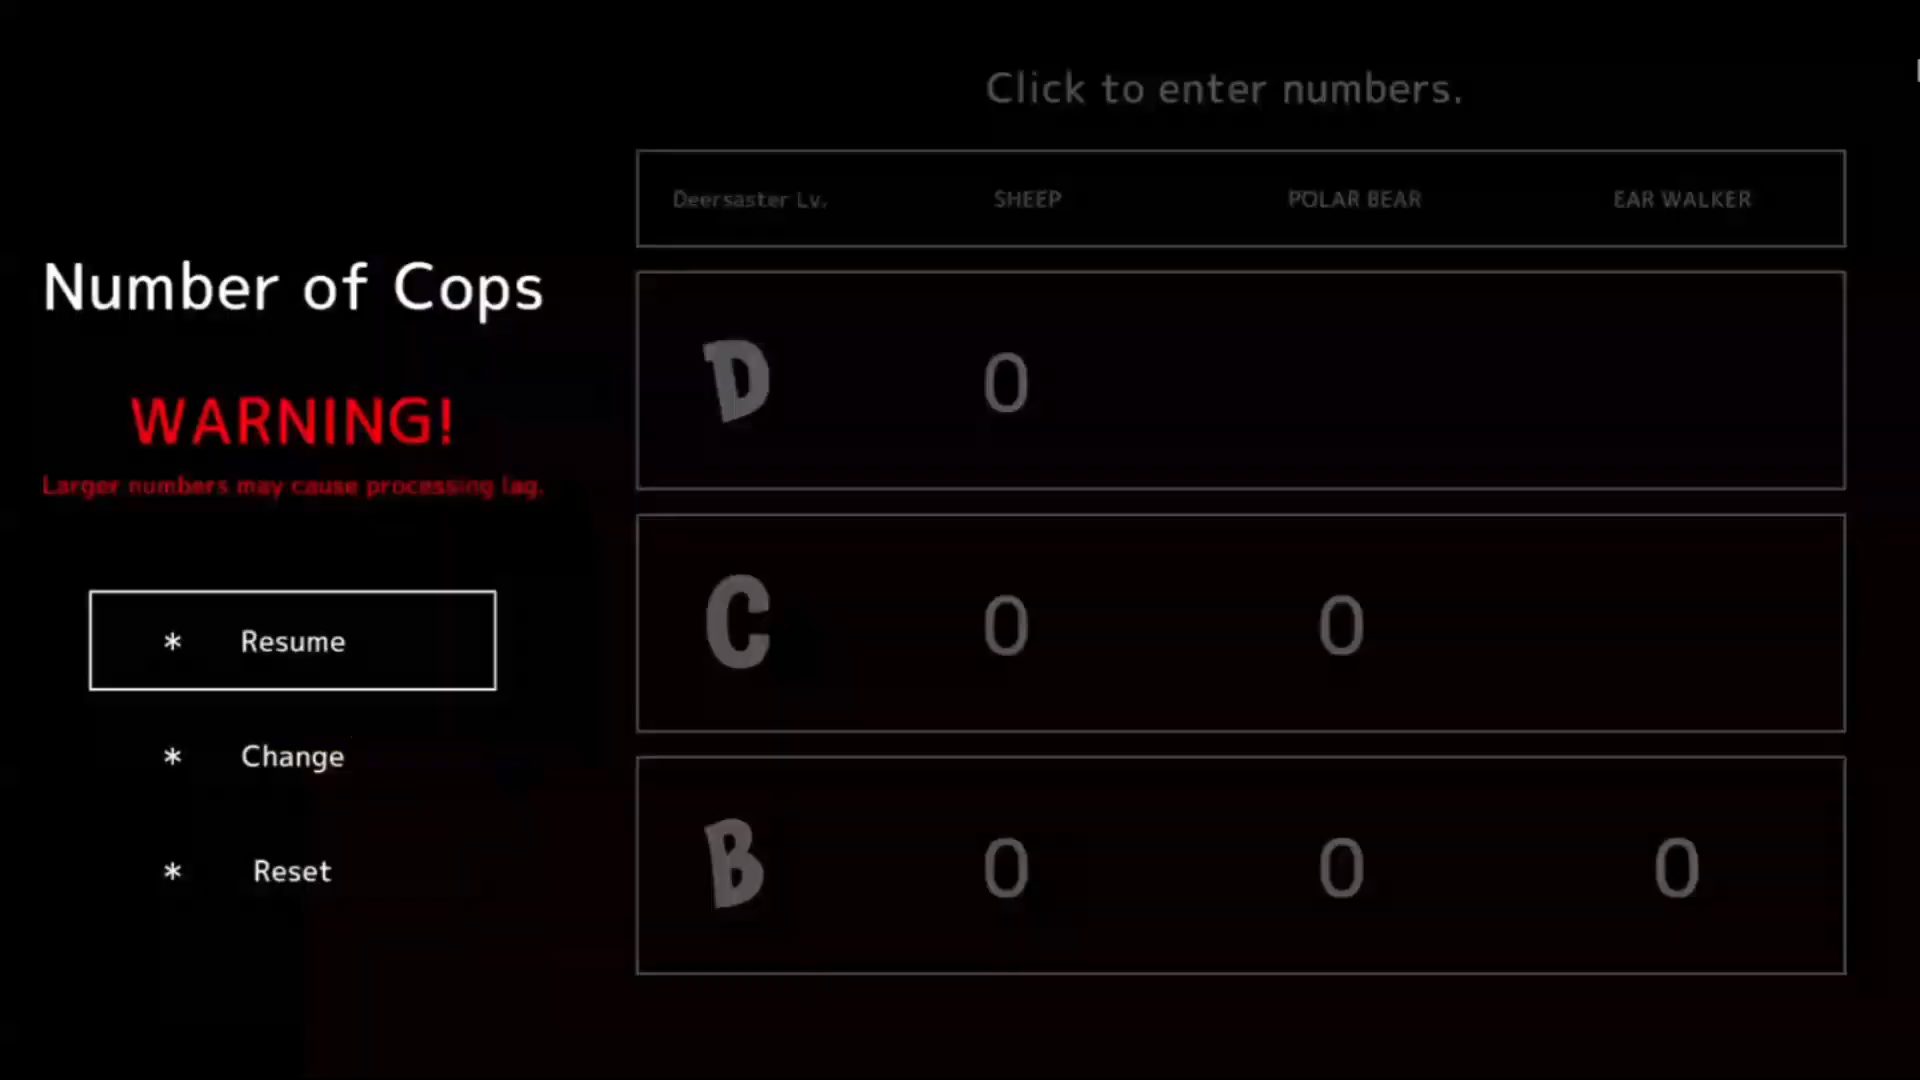 Number of Cops
WARNING!
Larger numbers may cause processing lag.
* Resume
* Change
* Reset
Click to enter numbers.
Deersaster Lv. SHEEP POLAR BEAR EAR WALKER
D 0
C 0 0
B 0 0 0